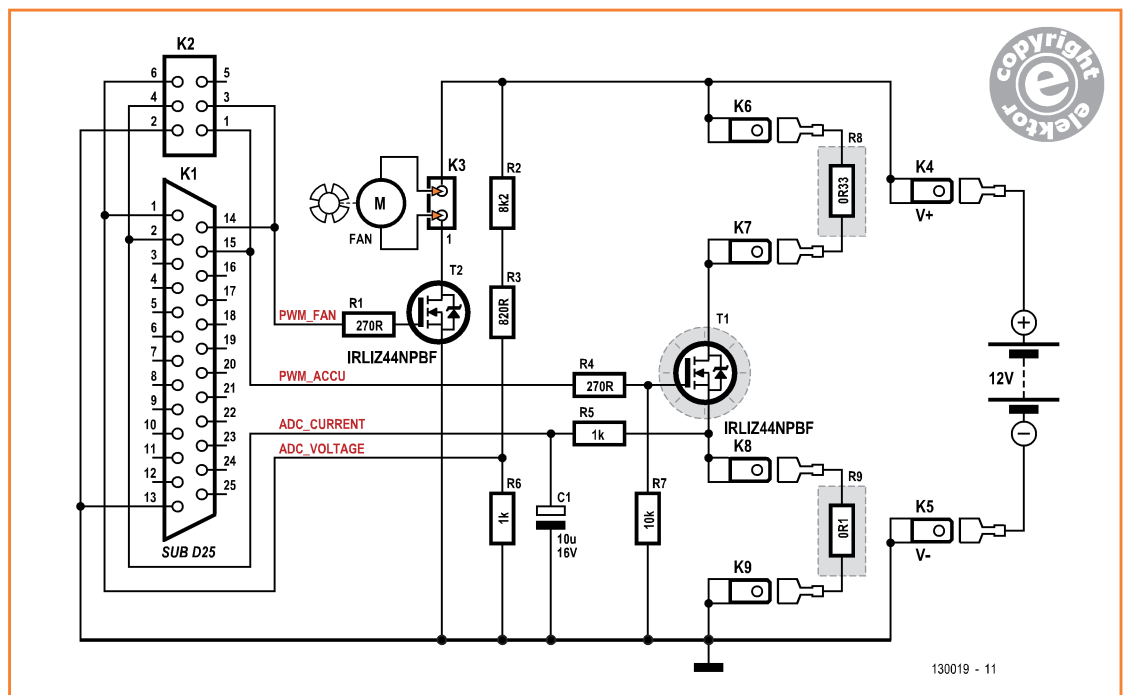 copyright
e
elektor
K2
6
5
4
3
2
1
K1
1
14
2
15
3
16
4
17
5
18
6
19
7
20
8
21
9
22
10
23
11
24
12
25
13
SUB D25
K3
M
FAN
1
T2
IRLIZ44NPBF
R1
270R
PWM_FAN
PWM_ACCU
ADC_CURRENT
ADC_VOLTAGE
R2
8k2
R3
820R
R4
270R
R5
1k
R6
1k
C1
10u
16V
R7
10k
T1
IRLIZ44NPBF
K6
R8
0R33
K7
K8
R9
0R1
K9
K4
V+
+
12V
−
K5
V-
130019 - 11